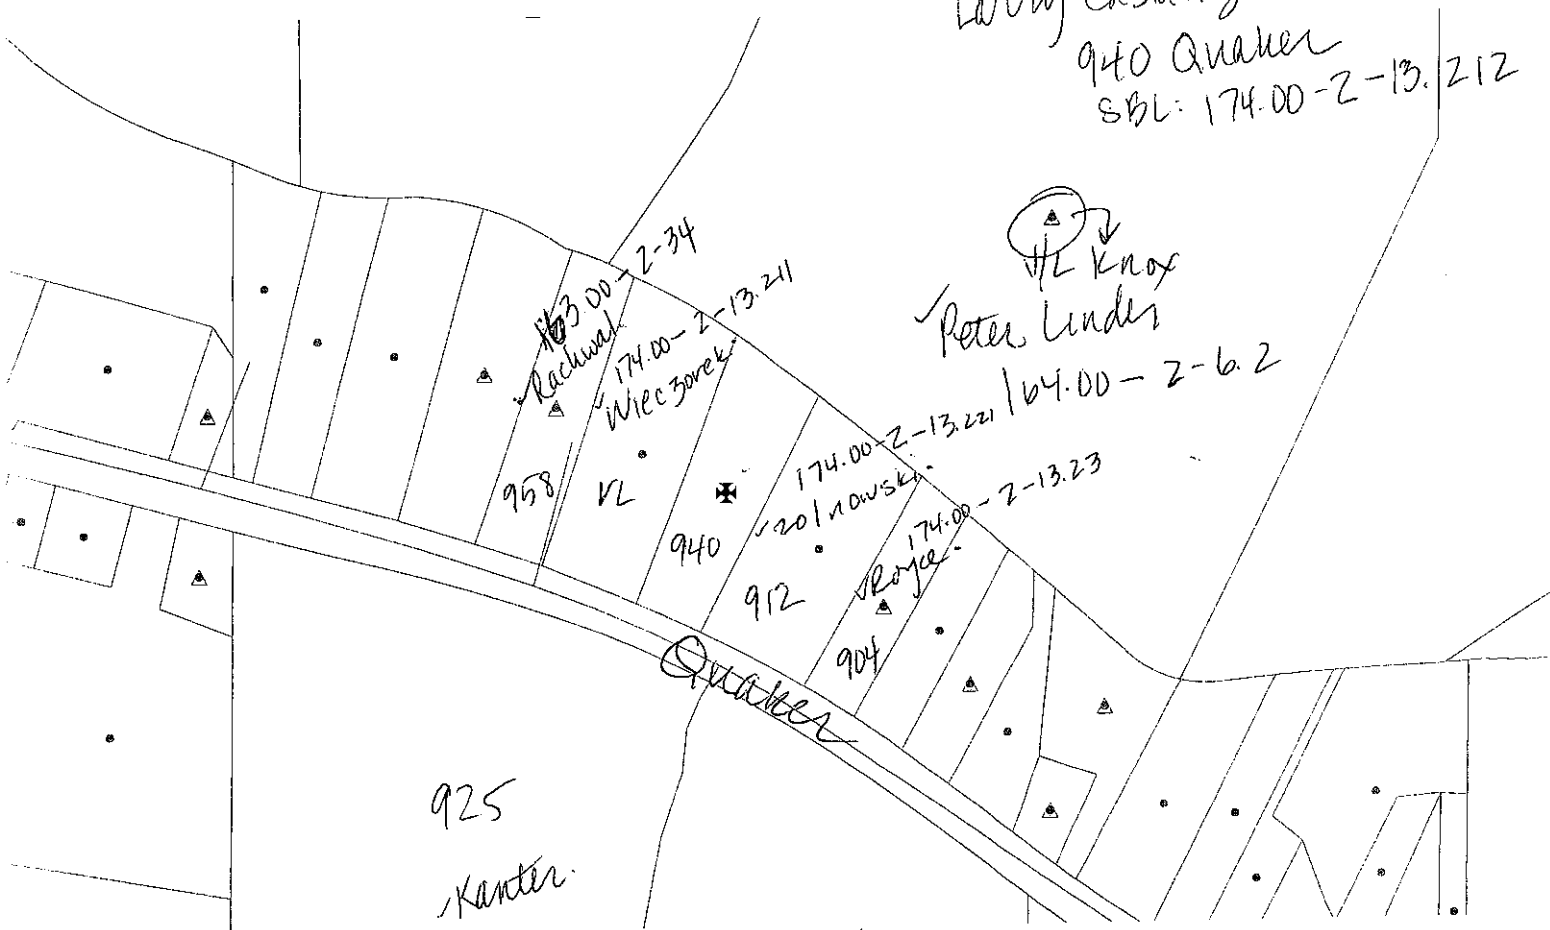 940 Quaker
SBL: 174.00-2-13.212
VL Knox
✓Peter Linder
164.00-2-6.2
163.00-2-34
✓Rachwal
174.00-2-13.211
✓Wieczorek
958
VL
940
174.00-2-13.221
✓Zolnowski
912
174.00-2-13.23
✓Royce
904
Quaker
925
✓Kanter